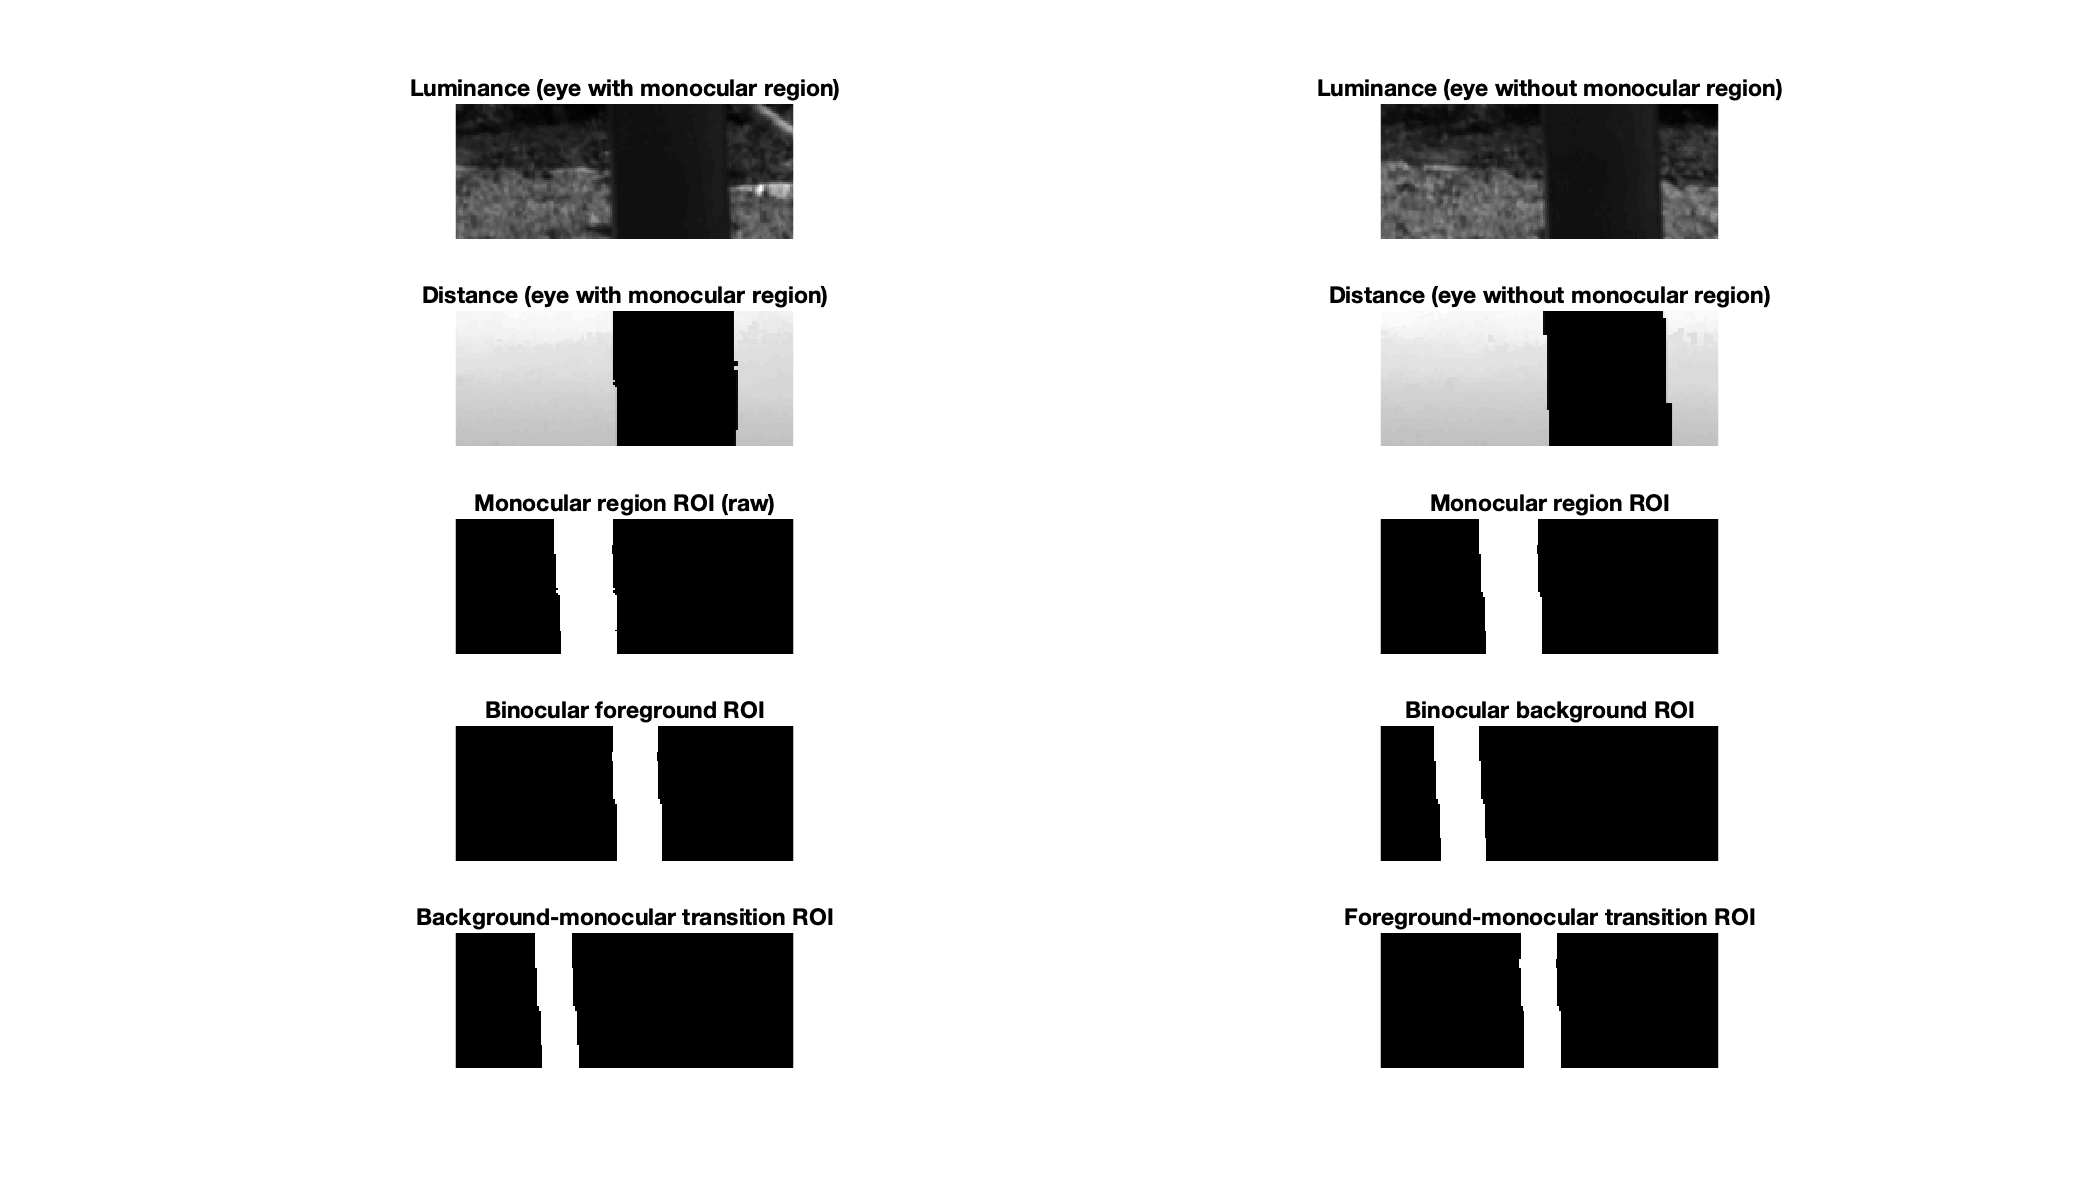 Luminance (eye with monocular region)
Luminance (eye without monocular region)
Distance (eye with monocular region)
Distance (eye without monocular region)
Monocular region ROI (raw)
Monocular region ROI
Binocular foreground ROI
Binocular background ROI
Background-monocular transition ROI
Foreground-monocular transition ROI